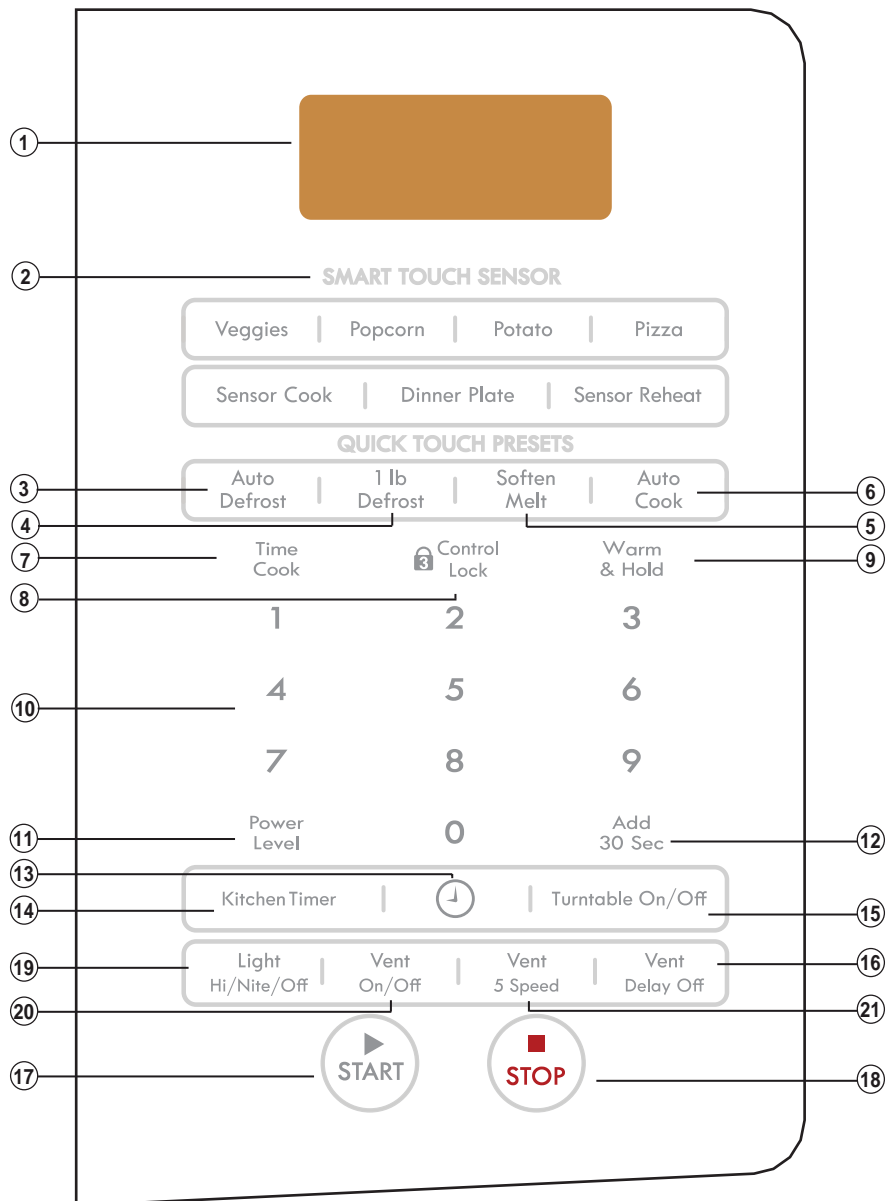 1
2 SMART TOUCH SENSOR
Veggies | Popcorn | Potato | Pizza
Sensor Cook | Dinner Plate | Sensor Reheat
QUICK TOUCH PRESETS
3 Auto Defrost | 1 lb Defrost | Soften Melt | Auto Cook 6
4 5
7 Time Cook 3 Control Lock Warm & Hold 9
8
1 2 3
10 4 5 6
7 8 9
11 Power Level 0 Add 30 Sec 12
13
14 Kitchen Timer | | Turntable On/Off 15
19 Light Hi/Nite/Off | Vent On/Off | Vent 5 Speed | Vent Delay Off 16
20 21
17 START STOP 18